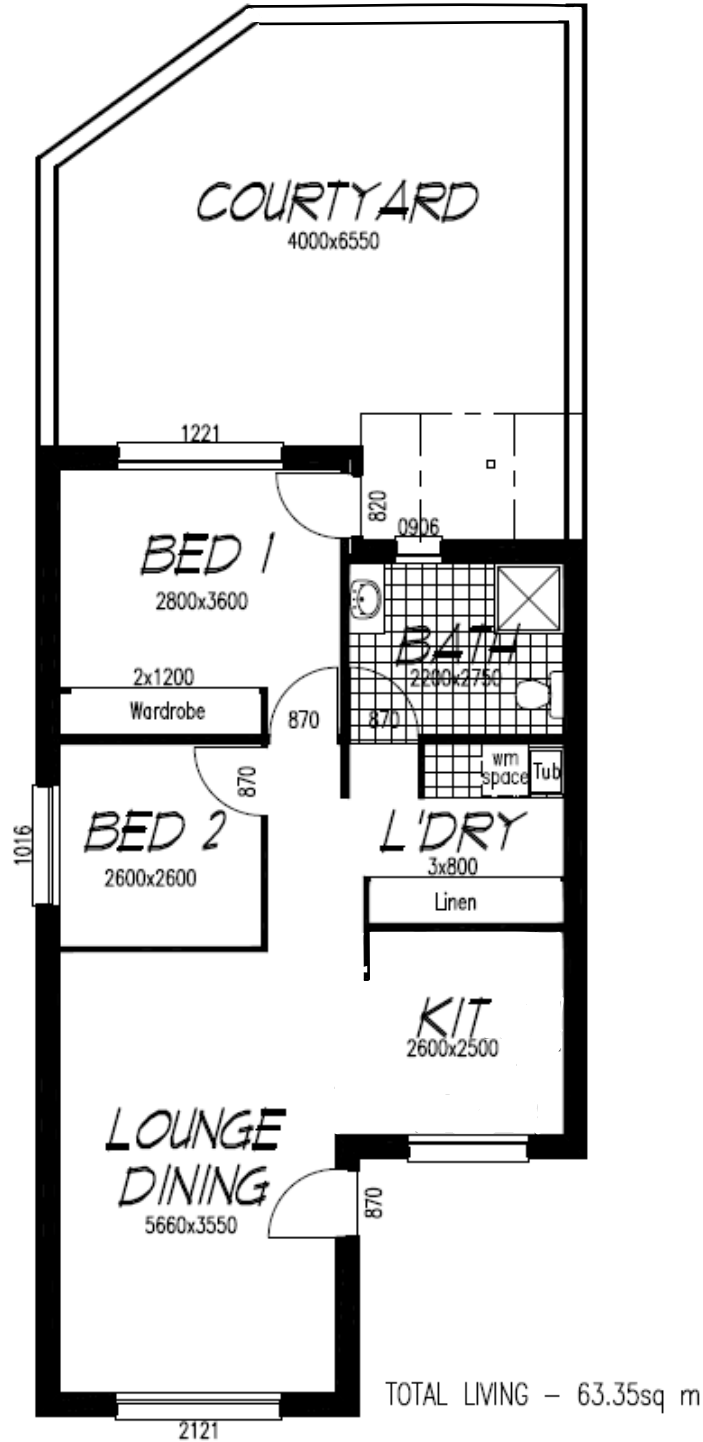 COURTYARD
4000x6550
1221
820
0906
BED 1
2800x3600
BATH
2200x2750
2x1200
Wardrobe
870
870
870
wm
space
Tub
1016
BED 2
2600x2600
L'DRY
3x800
Linen
KIT
2600x2500
LOUNGE
DINING
5660x3550
870
TOTAL LIVING – 63.35sq m
2121